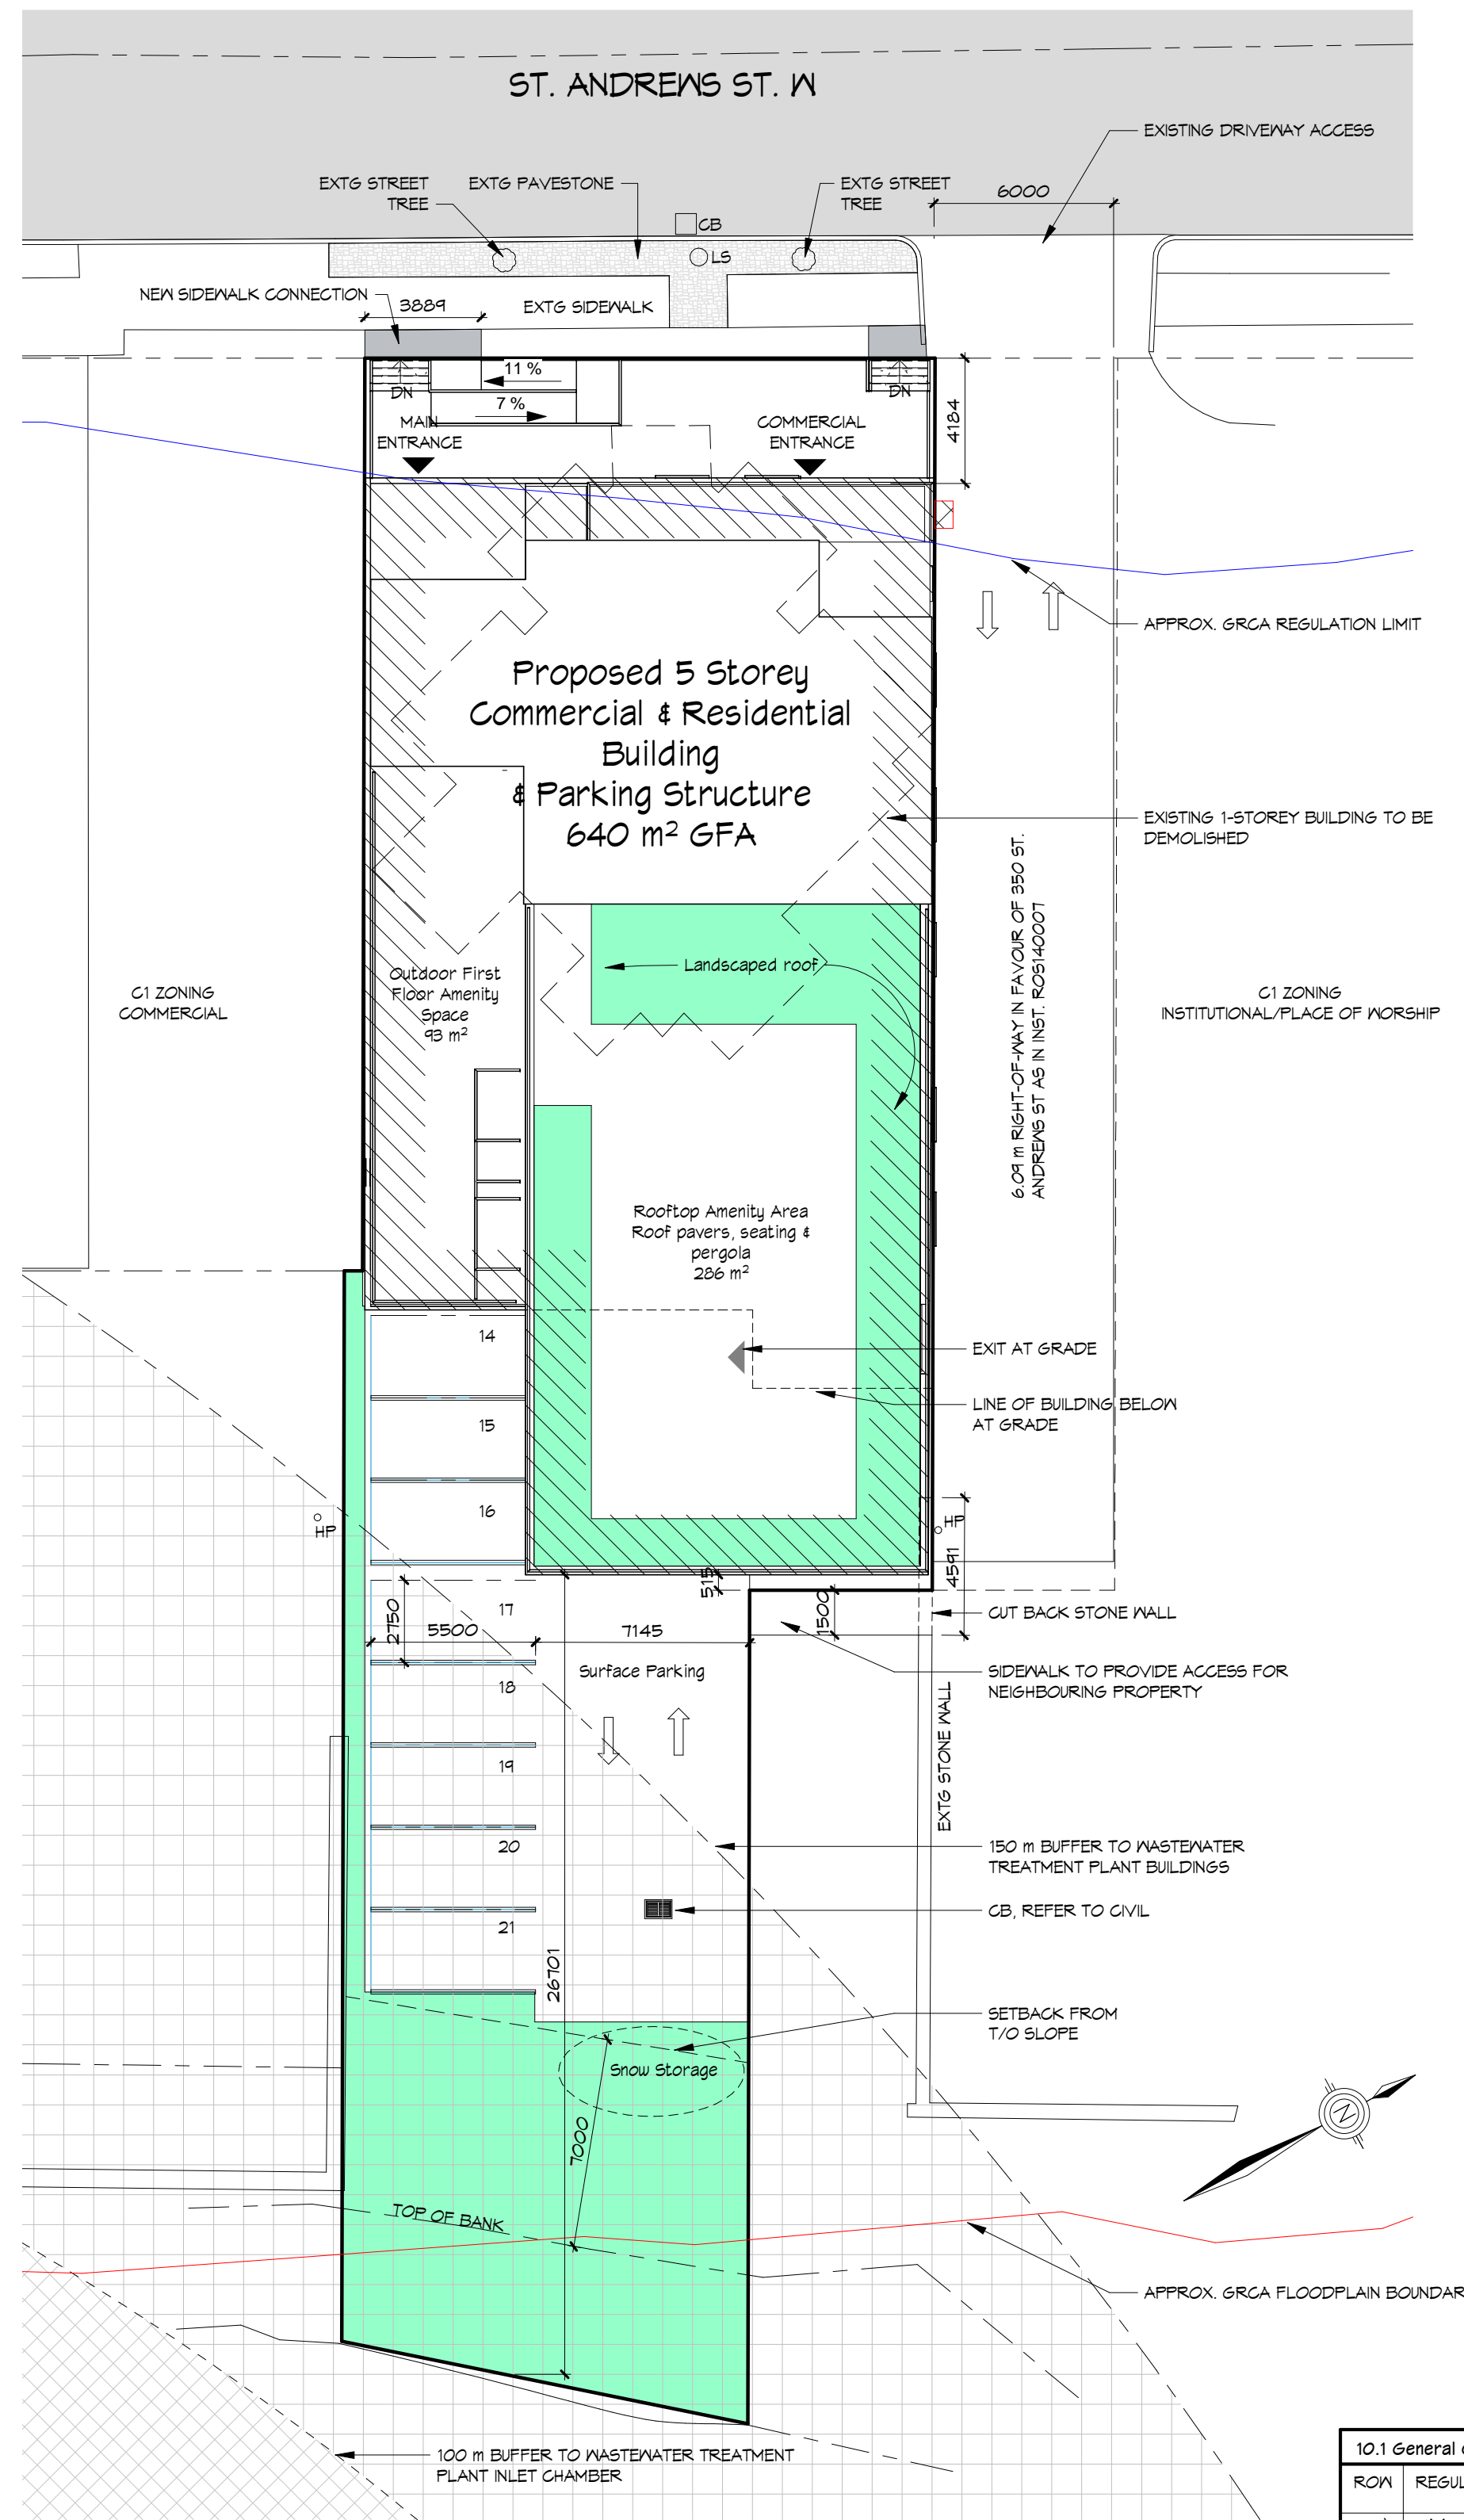 ST. ANDREWS ST. W
EXISTING DRIVEWAY ACCESS
EXTG STREET
TREE
EXTG PAVESTONE
EXTG STREET
TREE
6000
CB
LS
NEW SIDEWALK CONNECTION
3889
EXTG SIDEWALK
11 %
7 %
DN
DN
MAIN
ENTRANCE
COMMERCIAL
ENTRANCE
4184
APPROX. GRCA REGULATION LIMIT
Proposed 5 Storey
Commercial & Residential
Building
& Parking Structure
640 m² GFA
EXISTING 1-STOREY BUILDING TO BE
DEMOLISHED
6.09 m RIGHT-OF-WAY IN FAVOUR OF 350 ST.
ANDREWS ST AS IN INST. ROS140007
Landscaped roof
Outdoor First
Floor Amenity
Space
93 m²
C1 ZONING
COMMERCIAL
C1 ZONING
INSTITUTIONAL/PLACE OF WORSHIP
Rooftop Amenity Area
Roof pavers, seating &
pergola
286 m²
14
EXIT AT GRADE
LINE OF BUILDING BELOW
AT GRADE
15
16
HP
HP
4591
515
1500
2750
17
5500
7145
CUT BACK STONE WALL
Surface Parking
SIDEWALK TO PROVIDE ACCESS FOR
NEIGHBOURING PROPERTY
18
EXTG STONE WALL
19
20
150 m BUFFER TO WASTEWATER
TREATMENT PLANT BUILDINGS
CB, REFER TO CIVIL
21
26701
SETBACK FROM
T/O SLOPE
Snow Storage
7000
N
TOP OF BANK
APPROX. GRCA FLOODPLAIN BOUNDAR
100 m BUFFER TO WASTEWATER TREATMENT
PLANT INLET CHAMBER
10.1 General
ROW REGUL